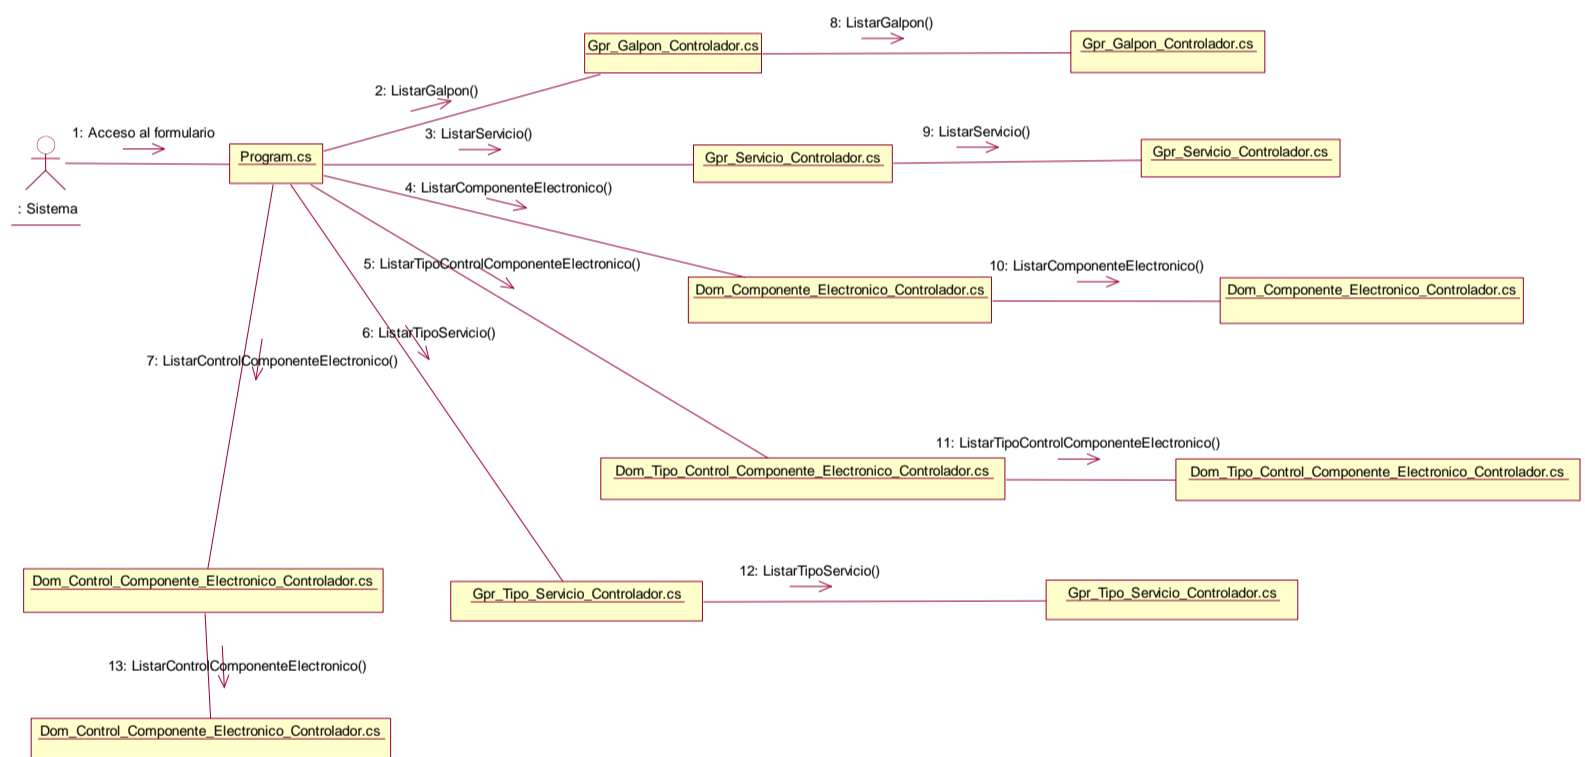 8: ListarGalpon()
Gpr_Galpon_Controlador.cs
Gpr_Galpon_Controlador.cs
2: ListarGalpon()
1: Acceso al formulario
3: ListarServicio()
9: ListarServicio()
Program.cs
Gpr_Servicio_Controlador.cs
Gpr_Servicio_Controlador.cs
4: ListarComponenteElectronico()
: Sistema
5: ListarTipoControlComponenteElectronico()
10: ListarComponenteElectronico()
Dom_Componente_Electronico_Controlador.cs
Dom_Componente_Electronico_Controlador.cs
6: ListarTipoServicio()
7: ListarControlComponenteElectronico()
11: ListarTipoControlComponenteElectronico()
Dom_Tipo_Control_Componente_Electronico_Controlador.cs
Dom_Tipo_Control_Componente_Electronico_Controlador.cs
12: ListarTipoServicio()
Dom_Control_Componente_Electronico_Controlador.cs
Gpr_Tipo_Servicio_Controlador.cs
Gpr_Tipo_Servicio_Controlador.cs
13: ListarControlComponenteElectronico()
Dom_Control_Componente_Electronico_Controlador.cs